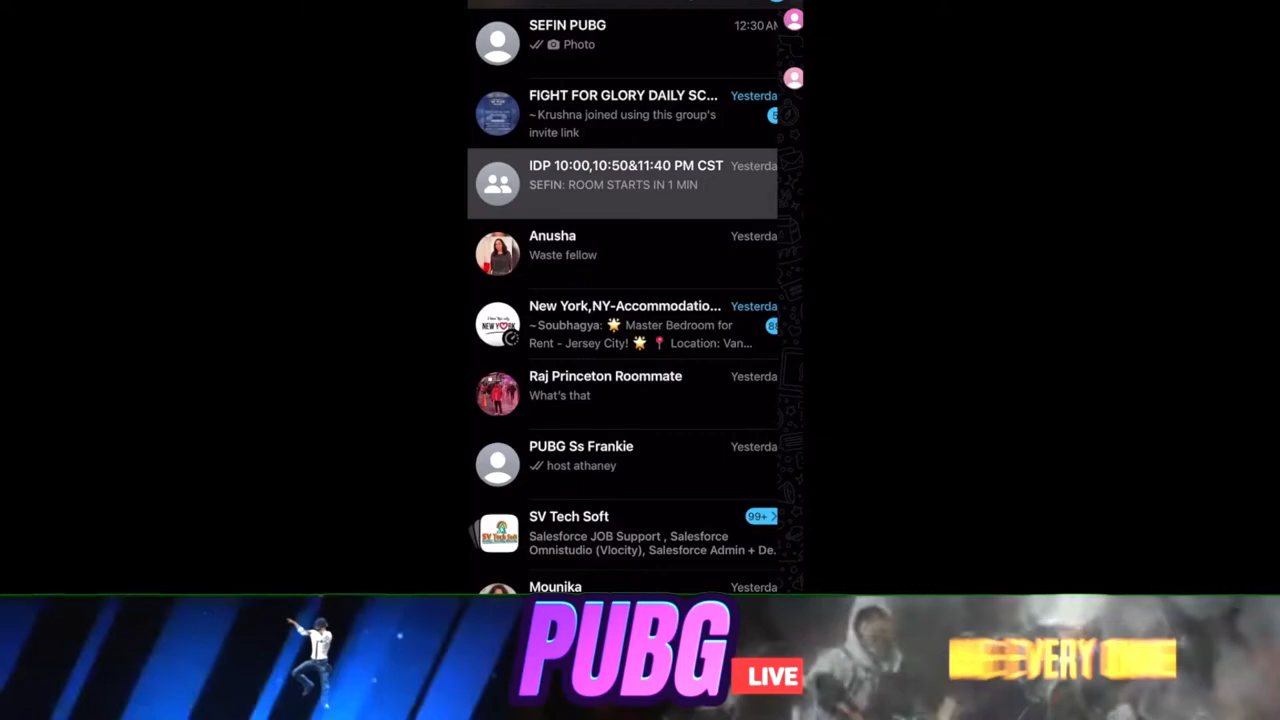 SEFIN PUBG
12:30 AM
Photo
FIGHT FOR GLORY DAILY SC...
Yesterda
~Krushna joined using this group's
invite link
IDP 10:00,10:50&11:40 PM CST
Yesterda
SEFIN: ROOM STARTS IN 1 MIN
Anusha
Yesterda
Waste fellow
New York,NY-Accommodatio...
Yesterda
~Soubhagya: 🌟 Master Bedroom for
Rent - Jersey City! 🌟 📍 Location: Van...
Raj Princeton Roommate
Yesterda
What's that
PUBG Ss Frankie
Yesterda
host athaney
SV Tech Soft
99+
Salesforce JOB Support , Salesforce
Omnistudio (Vlocity), Salesforce Admin + De.
Mounika
Yesterda
PUBG
LIVE